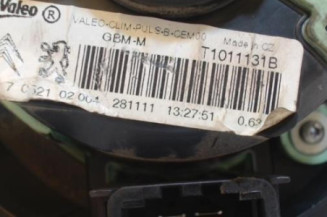 Valeo ®
VALEO-CLIM-PULS-B-GEM00
Made in CZ
GBM-M
T1011131B
281111 13:27:51